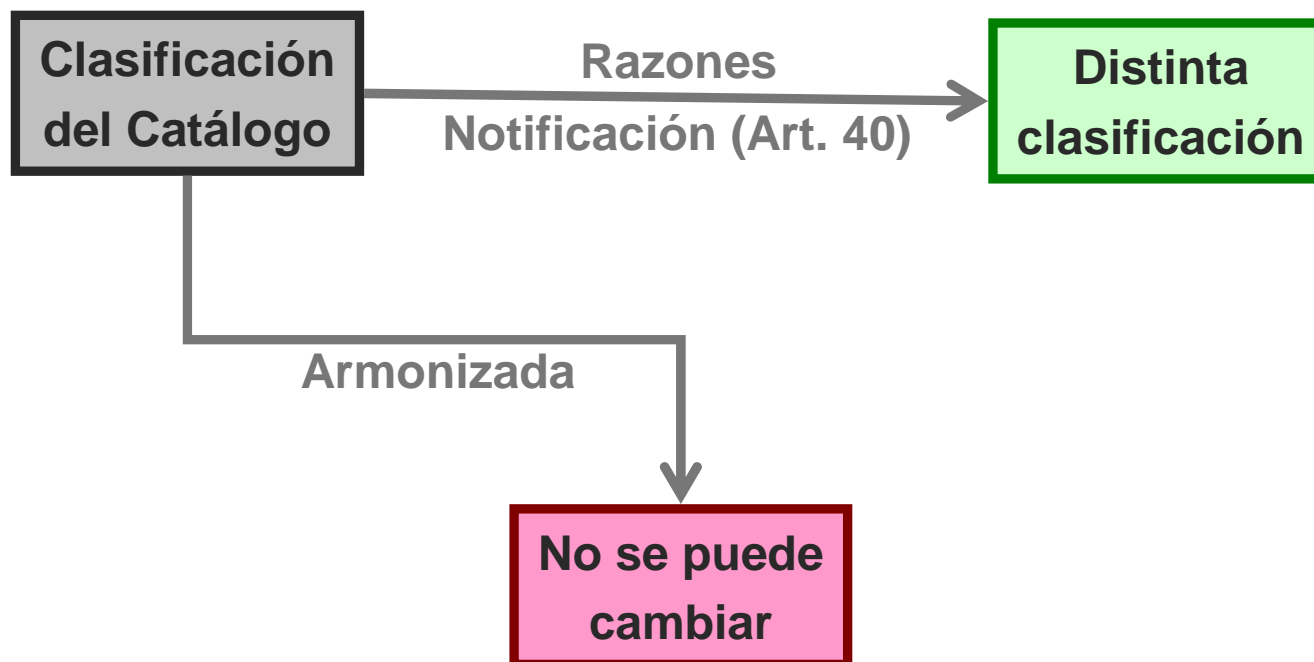 Clasificación
del Catálogo
Razones
Notificación (Art. 40)
Distinta
clasificación
Armonizada
No se puede
cambiar